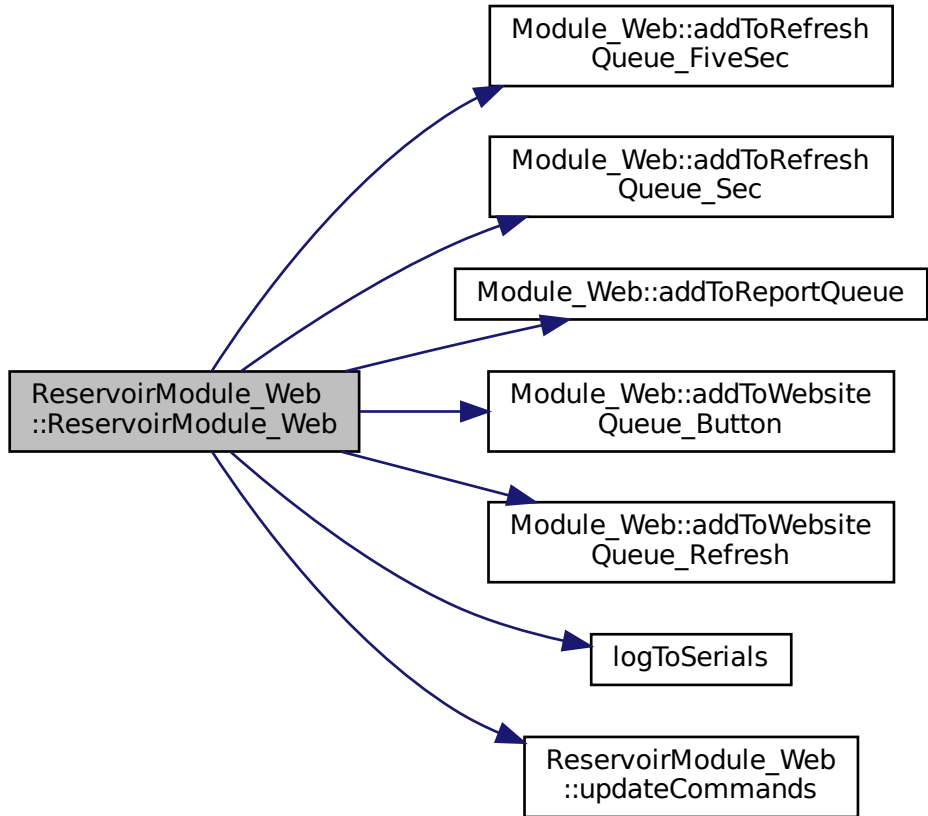 Module_Web::addToRefresh
Queue_FiveSec
Module_Web::addToRefresh
Queue_Sec
Module_Web::addToReportQueue
ReservoirModule_Web
::ReservoirModule_Web
Module_Web::addToWebsite
Queue_Button
Module_Web::addToWebsite
Queue_Refresh
logToSerials
ReservoirModule_Web
::updateCommands